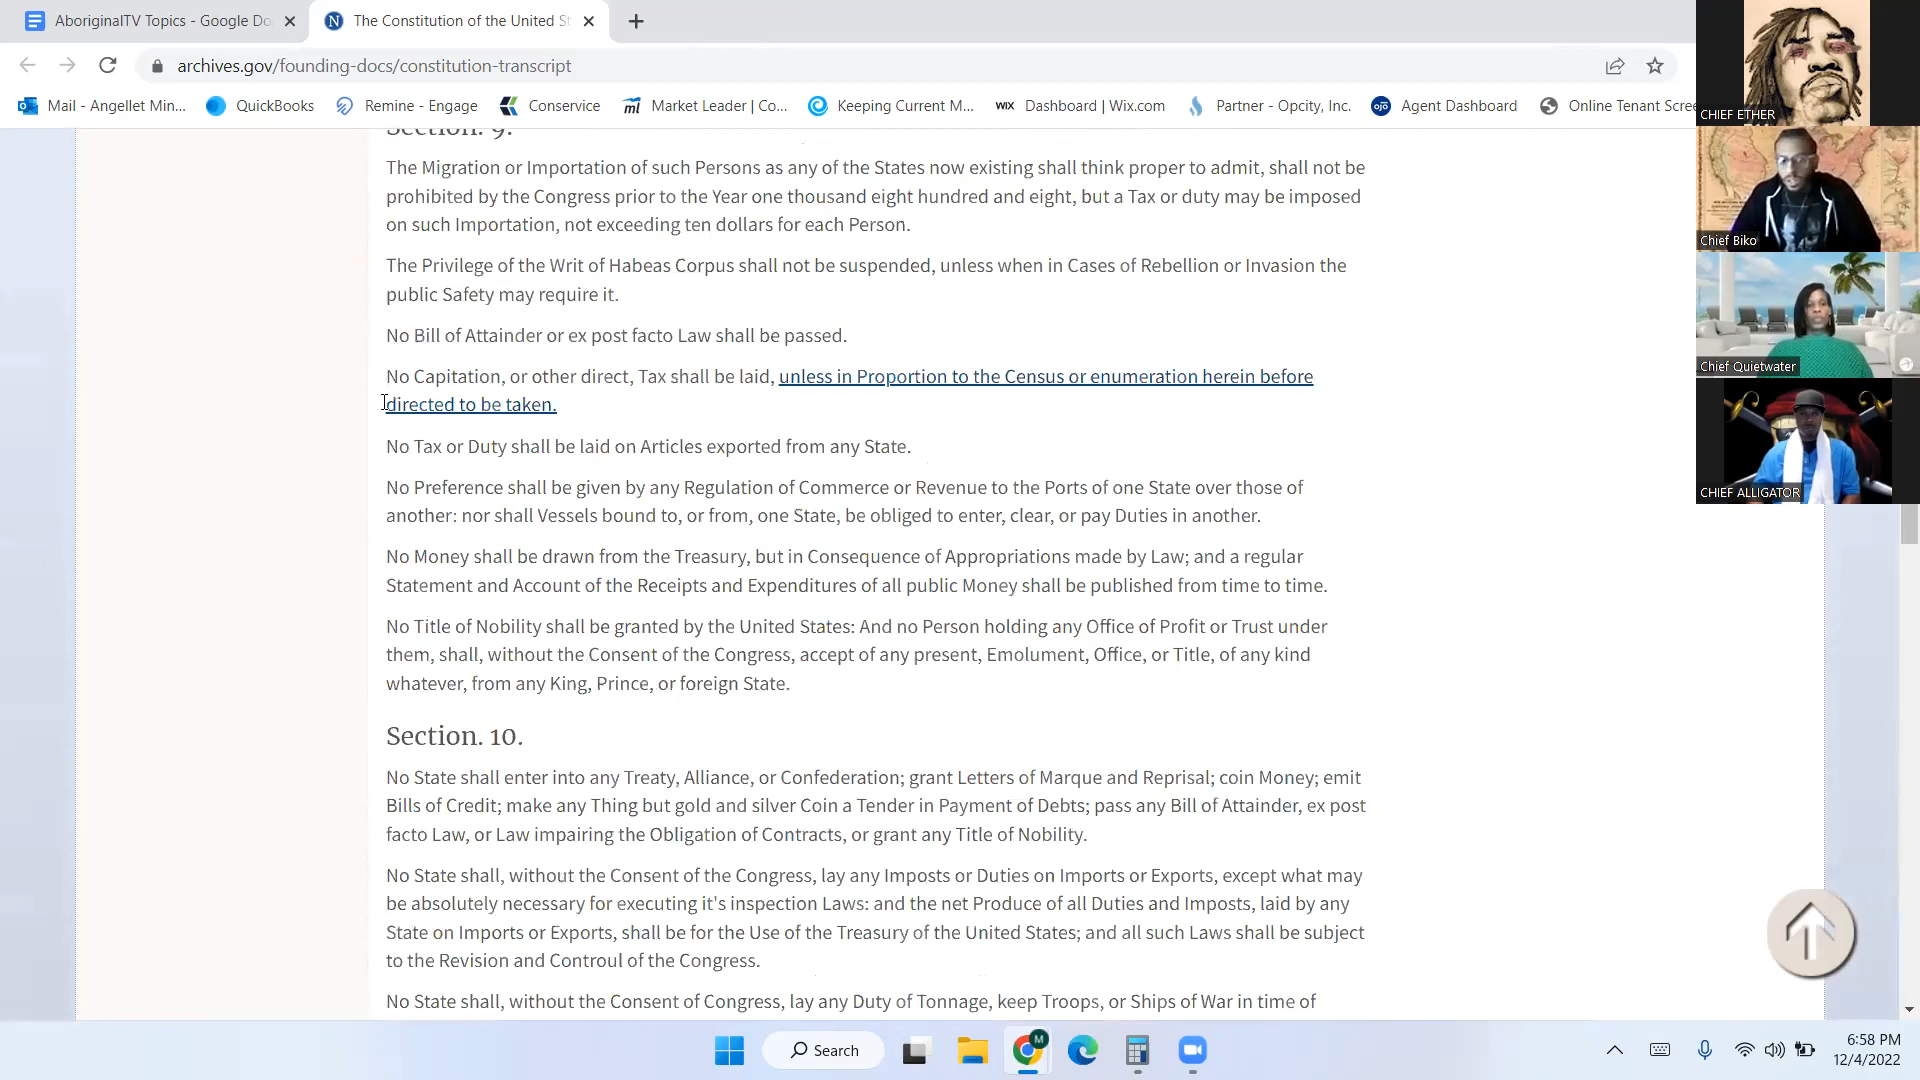 AboriginalTV Topics - Google Do
The Constitution of the United St
archives.gov/founding-docs/constitution-transcript
Mail - Angellet Min...
QuickBooks
Remine - Engage
Conservice
Market Leader | Co...
Keeping Current M...
WIX
Dashboard | Wix.com
Partner - Opcity, Inc.
ojo
Agent Dashboard
Online Tenant Scre
CHIEF ETHER
Chief Biko
Chief Quietwater
CHIEF ALLIGATOR
Section. 9.
The Migration or Importation of such Persons as any of the States now existing shall think proper to admit, shall not be
prohibited by the Congress prior to the Year one thousand eight hundred and eight, but a Tax or duty may be imposed
on such Importation, not exceeding ten dollars for each Person.
The Privilege of the Writ of Habeas Corpus shall not be suspended, unless when in Cases of Rebellion or Invasion the
public Safety may require it.
No Bill of Attainder or ex post facto Law shall be passed.
No Capitation, or other direct, Tax shall be laid, unless in Proportion to the Census or enumeration herein before
directed to be taken.
No Tax or Duty shall be laid on Articles exported from any State.
No Preference shall be given by any Regulation of Commerce or Revenue to the Ports of one State over those of
another: nor shall Vessels bound to, or from, one State, be obliged to enter, clear, or pay Duties in another.
No Money shall be drawn from the Treasury, but in Consequence of Appropriations made by Law; and a regular
Statement and Account of the Receipts and Expenditures of all public Money shall be published from time to time.
No Title of Nobility shall be granted by the United States: And no Person holding any Office of Profit or Trust under
them, shall, without the Consent of the Congress, accept of any present, Emolument, Office, or Title, of any kind
whatever, from any King, Prince, or foreign State.
Section. 10.
No State shall enter into any Treaty, Alliance, or Confederation; grant Letters of Marque and Reprisal; coin Money; emit
Bills of Credit; make any Thing but gold and silver Coin a Tender in Payment of Debts; pass any Bill of Attainder, ex post
facto Law, or Law impairing the Obligation of Contracts, or grant any Title of Nobility.
No State shall, without the Consent of the Congress, lay any Imposts or Duties on Imports or Exports, except what may
be absolutely necessary for executing it's inspection Laws: and the net Produce of all Duties and Imposts, laid by any
State on Imports or Exports, shall be for the Use of the Treasury of the United States; and all such Laws shall be subject
to the Revision and Controul of the Congress.
No State shall, without the Consent of Congress, lay any Duty of Tonnage, keep Troops, or Ships of War in time of
Search
M
6:58 PM
12/4/2022